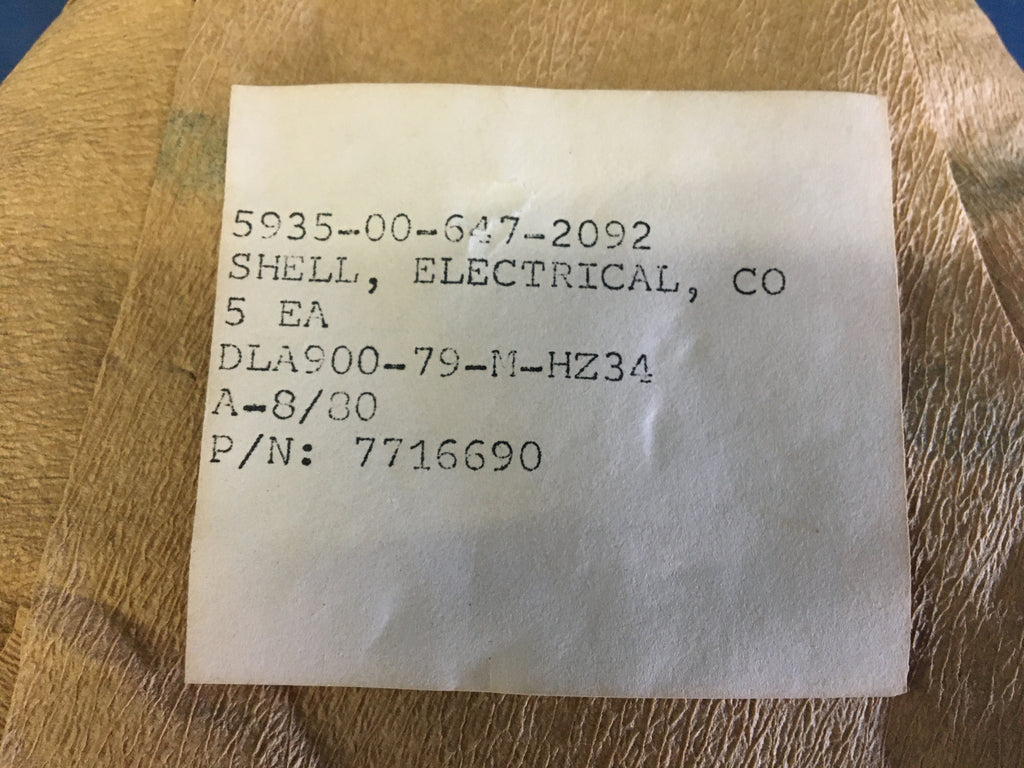 5935-00-647-2092
SHELL, ELECTRICAL, CO
5 EA
DLA900-79-M-HZ34
A-8/80
P/N: 7716690